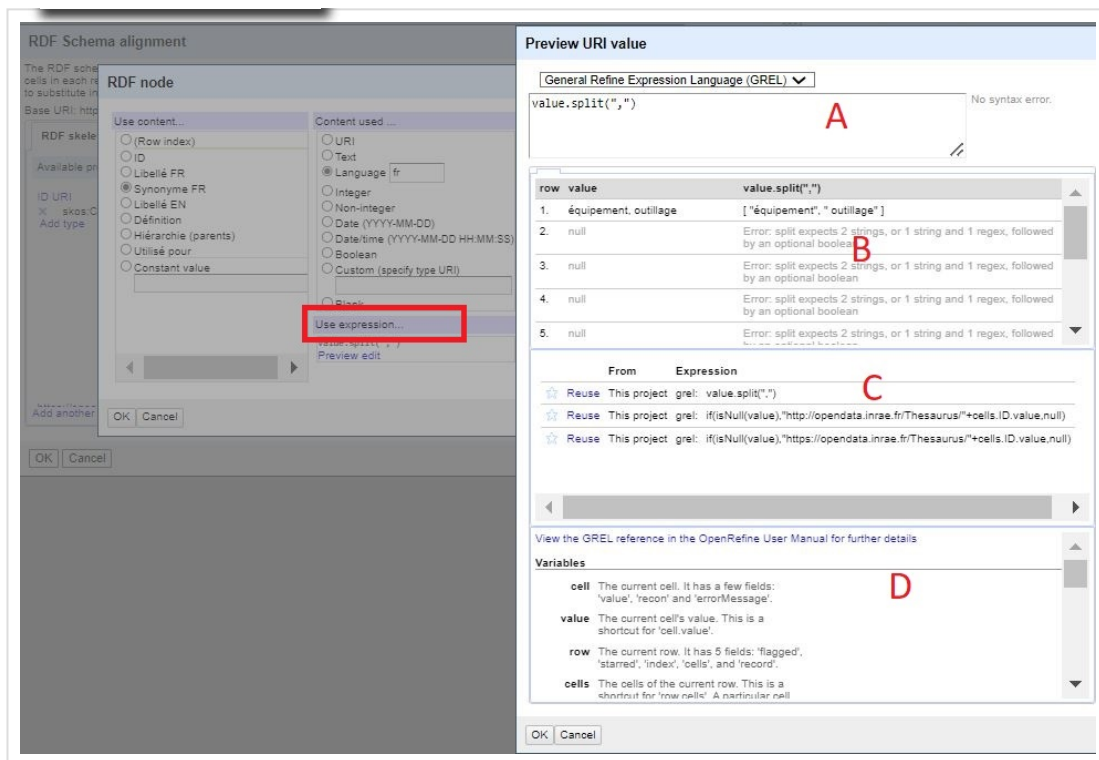 RDF Schema alignment
The RDF sche
cells in each re
to substitute in
Base URI: http
RDF skele
Available pr
ID URI
X skos:C
Add type
Add another
OK Cancel
RDF node
Use content...
(Row index)
ID
Libellé FR
Synonyme FR
Libellé EN
Définition
Hiérarchie (parents)
Utilisé pour
Constant value
Content used ...
URI
Text
Language fr
Integer
Non-integer
Date (YYYY-MM-DD)
Date/time (YYYY-MM-DD HH:MM:SS)
Boolean
Custom (specify type URI)
Blank
Use expression...
value.split(",")
Preview edit
OK Cancel
Preview URI value
General Refine Expression Language (GREL)
value.split(",")
No syntax error.
A
row value value.split(",")
1. équipement, outillage [ "équipement", " outillage" ]
2. null Error: split expects 2 strings, or 1 string and 1 regex, followed
by an optional boolean
B
3. null Error: split expects 2 strings, or 1 string and 1 regex, followed
by an optional boolean
4. null Error: split expects 2 strings, or 1 string and 1 regex, followed
by an optional boolean
5. null Error: split expects 2 strings, or 1 string and 1 regex, followed
by an optional boolean
From Expression
C
Reuse This project grel: value.split(",")
Reuse This project grel: if(isNull(value),"http://opendata.inrae.fr/Thesaurus/"+cells.ID.value,null)
Reuse This project grel: if(isNull(value),"https://opendata.inrae.fr/Thesaurus/"+cells.ID.value,null)
View the GREL reference in the OpenRefine User Manual for further details
Variables
D
cell The current cell. It has a few fields:
'value', 'recon' and 'errorMessage'.
value The current cell's value. This is a
shortcut for 'cell.value'.
row The current row. It has 5 fields: 'flagged',
'starred', 'index', 'cells', and 'record'.
cells The cells of the current row. This is a
shortcut for 'row.cells'. A particular cell
OK Cancel